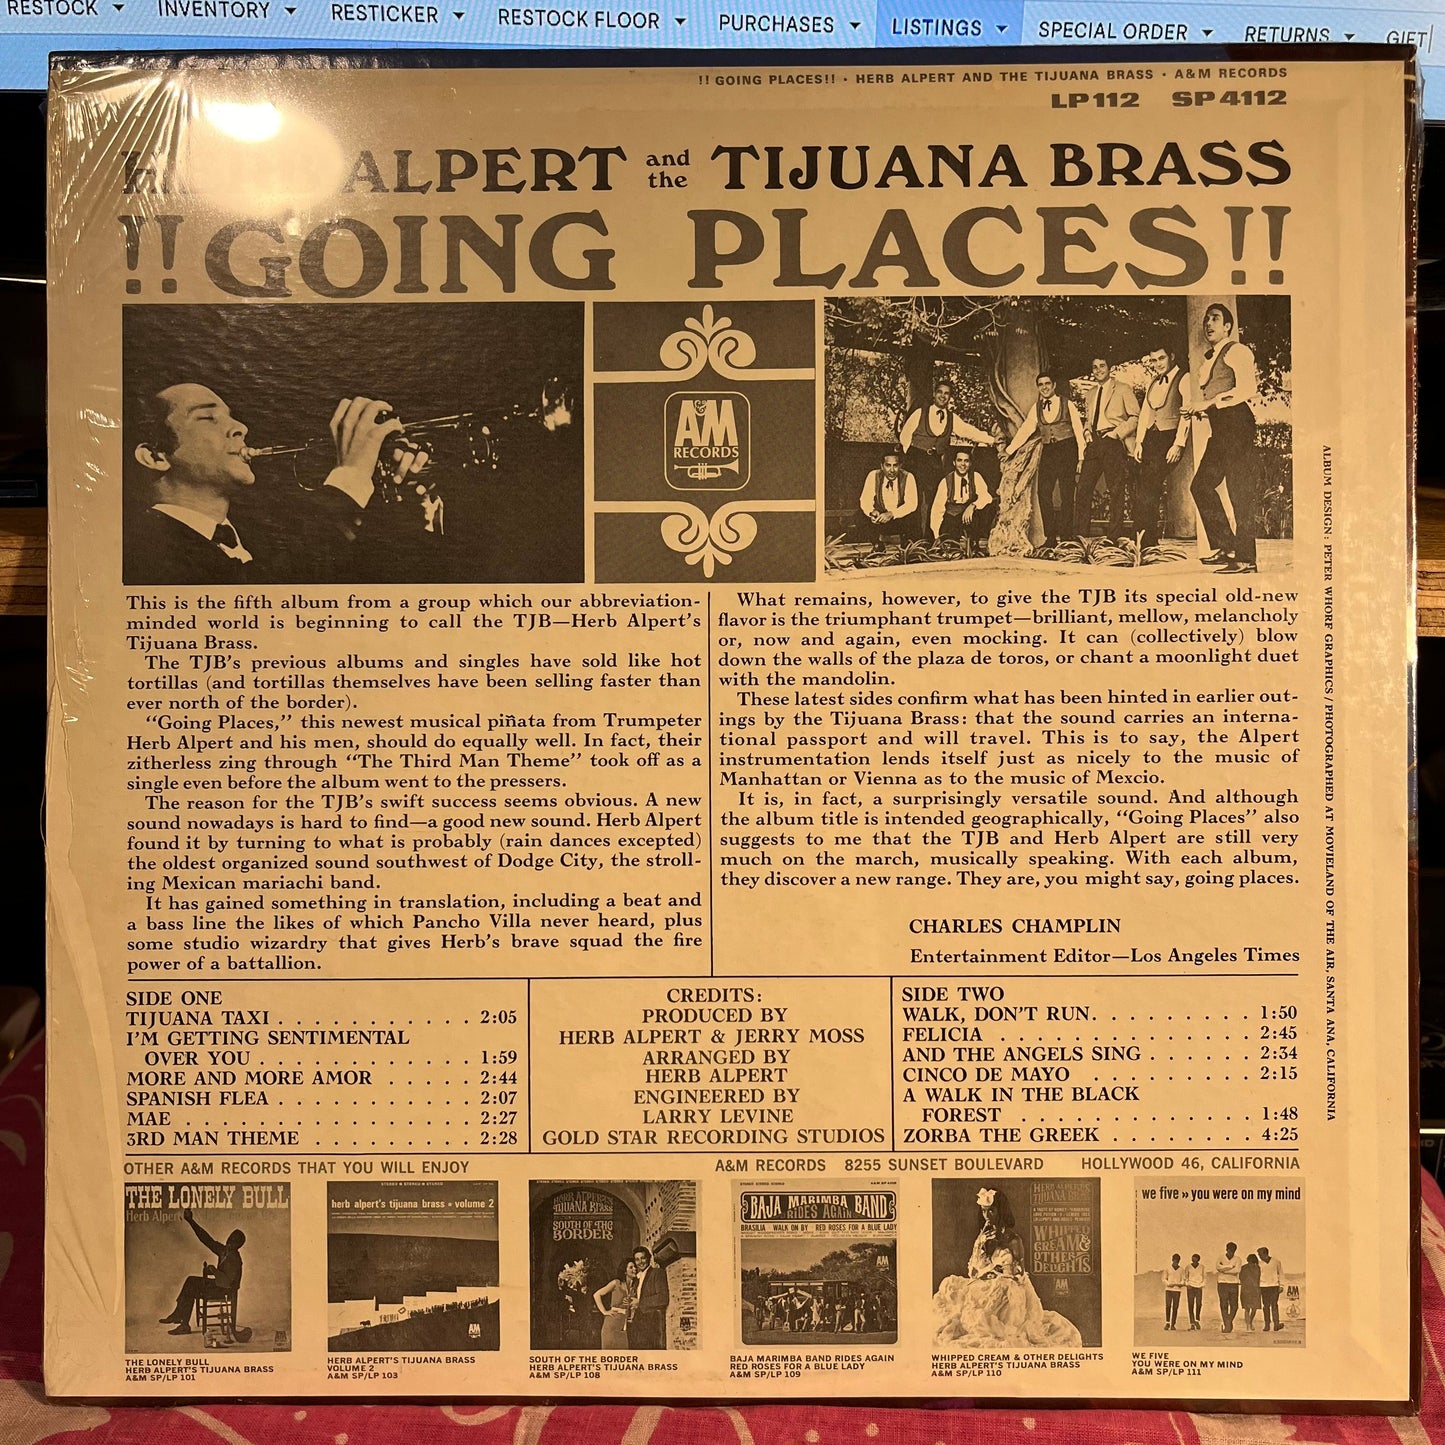 RESTOCK
INVENTORY
RESTICKER
RESTOCK FLOOR
PURCHASES
LISTINGS
SPECIAL ORDER
RETURNS
GIFT
!! GOING PLACES!! · HERB ALPERT AND THE TIJUANA BRASS · A&M RECORDS
LP 112 SP 4112
ALPERT and the TIJUANA BRASS
!!GOING PLACES!!
A&M
RECORDS
This is the fifth album from a group which our abbreviation-
minded world is beginning to call the TJB—Herb Alpert's
Tijuana Brass.
The TJB's previous albums and singles have sold like hot
tortillas (and tortillas themselves have been selling faster than
ever north of the border).
"Going Places," this newest musical piñata from Trumpeter
Herb Alpert and his men, should do equally well. In fact, their
zitherless zing through "The Third Man Theme" took off as a
single even before the album went to the pressers.
The reason for the TJB's swift success seems obvious. A new
sound nowadays is hard to find—a good new sound. Herb Alpert
found it by turning to what is probably (rain dances excepted)
the oldest organized sound southwest of Dodge City, the stroll-
ing Mexican mariachi band.
It has gained something in translation, including a beat and
a bass line the likes of which Pancho Villa never heard, plus
some studio wizardry that gives Herb's brave squad the fire
power of a battallion.
What remains, however, to give the TJB its special old-new
flavor is the triumphant trumpet—brilliant, mellow, melancholy
or, now and again, even mocking. It can (collectively) blow
down the walls of the plaza de toros, or chant a moonlight duet
with the mandolin.
These latest sides confirm what has been hinted in earlier out-
ings by the Tijuana Brass: that the sound carries an interna-
tional passport and will travel. This is to say, the Alpert
instrumentation lends itself just as nicely to the music of
Manhattan or Vienna as to the music of Mexcio.
It is, in fact, a surprisingly versatile sound. And although
the album title is intended geographically, "Going Places" also
suggests to me that the TJB and Herb Alpert are still very
much on the march, musically speaking. With each album,
they discover a new range. They are, you might say, going places.
CHARLES CHAMPLIN
Entertainment Editor—Los Angeles Times
ALBUM DESIGN: PETER WHORF GRAPHICS / PHOTOGRAPHED AT MOVIELAND OF THE AIR, SANTA ANA, CALIFORNIA
SIDE ONE
TIJUANA TAXI . . . . . . . . . . . 2:05
I'M GETTING SENTIMENTAL
OVER YOU . . . . . . . . . . . . 1:59
MORE AND MORE AMOR . . . . . 2:44
SPANISH FLEA . . . . . . . . . . . 2:07
MAE . . . . . . . . . . . . . . . . 2:27
3RD MAN THEME . . . . . . . . . 2:28
CREDITS:
PRODUCED BY
HERB ALPERT & JERRY MOSS
ARRANGED BY
HERB ALPERT
ENGINEERED BY
LARRY LEVINE
GOLD STAR RECORDING STUDIOS
SIDE TWO
WALK, DON'T RUN. . . . . . . . . 1:50
FELICIA . . . . . . . . . . . . . 2:45
AND THE ANGELS SING . . . . . . 2:34
CINCO DE MAYO . . . . . . . . . 2:15
A WALK IN THE BLACK
FOREST . . . . . . . . . . . . . 1:48
ZORBA THE GREEK . . . . . . . . 4:25
OTHER A&M RECORDS THAT YOU WILL ENJOY
A&M RECORDS 8255 SUNSET BOULEVARD HOLLYWOOD 46, CALIFORNIA
THE LONELY BULL
Herb Alpert
THE LONELY BULL
HERB ALPERT'S TIJUANA BRASS
A&M SP/LP 101
herb alpert's tijuana brass • volume 2
HERB ALPERT'S TIJUANA BRASS
VOLUME 2
A&M SP/LP 103
HERB ALPERT'S
TIJUANA BRASS
SOUTH OF THE
BORDER
SOUTH OF THE BORDER
HERB ALPERT'S TIJUANA BRASS
A&M SP/LP 108
BAJA MARIMBA BAND
RIDES AGAIN
BRASILIA WALK ON BY RED ROSES FOR A BLUE LADY
BAJA MARIMBA BAND RIDES AGAIN
RED ROSES FOR A BLUE LADY
A&M SP/LP 109
HERB ALPERT'S
TIJUANA BRASS
WHIPPED
CREAM &
OTHER
DELIGHTS
WHIPPED CREAM & OTHER DELIGHTS
HERB ALPERT'S TIJUANA BRASS
A&M SP/LP 110
we five »» you were on my mind
WE FIVE
YOU WERE ON MY MIND
A&M SP/LP 111